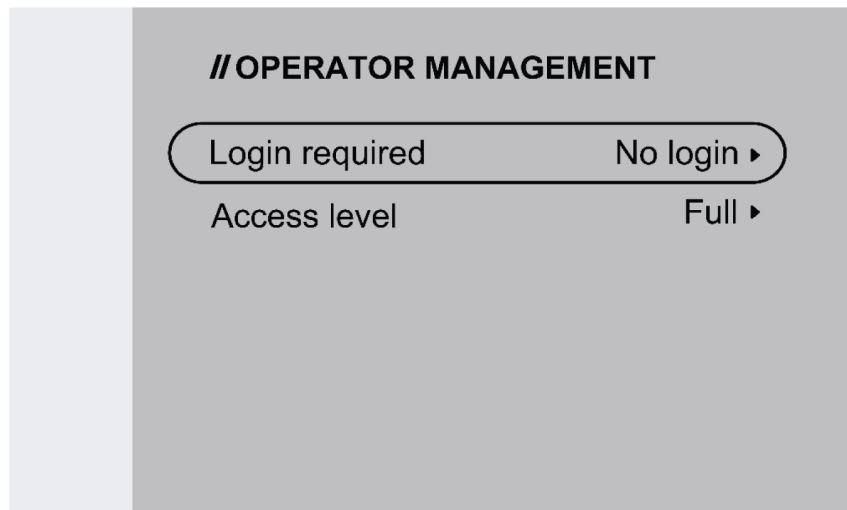 // OPERATOR MANAGEMENT
Login required No login ▸
Access level Full ▸